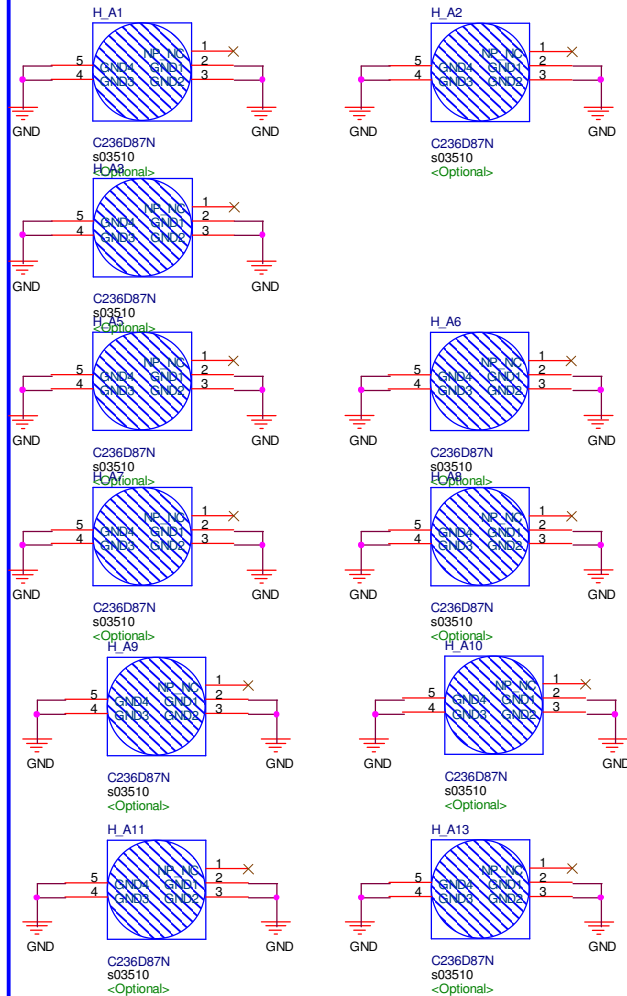 H_A1
NP_NC 1
5 GND4 GND1 2
4 GND3 GND2 3
GND GND
C236D87N
s03510
<Optional>
H_A2
NP_NC 1
5 GND4 GND1 2
4 GND3 GND2 3
GND GND
C236D87N
s03510
<Optional>
H_A3
NP_NC 1
5 GND4 GND1 2
4 GND3 GND2 3
GND GND
C236D87N
s03510
<Optional>
H_A5
NP_NC 1
5 GND4 GND1 2
4 GND3 GND2 3
GND GND
C236D87N
s03510
<Optional>
H_A6
NP_NC 1
5 GND4 GND1 2
4 GND3 GND2 3
GND GND
C236D87N
s03510
<Optional>
H_A7
NP_NC 1
5 GND4 GND1 2
4 GND3 GND2 3
GND GND
C236D87N
s03510
<Optional>
H_A8
NP_NC 1
5 GND4 GND1 2
4 GND3 GND2 3
GND GND
C236D87N
s03510
<Optional>
H_A9
NP_NC 1
5 GND4 GND1 2
4 GND3 GND2 3
GND GND
C236D87N
s03510
<Optional>
H_A10
NP_NC 1
5 GND4 GND1 2
4 GND3 GND2 3
GND GND
C236D87N
s03510
<Optional>
H_A11
NP_NC 1
5 GND4 GND1 2
4 GND3 GND2 3
GND GND
C236D87N
s03510
<Optional>
H_A13
NP_NC 1
5 GND4 GND1 2
4 GND3 GND2 3
GND GND
C236D87N
s03510
<Optional>